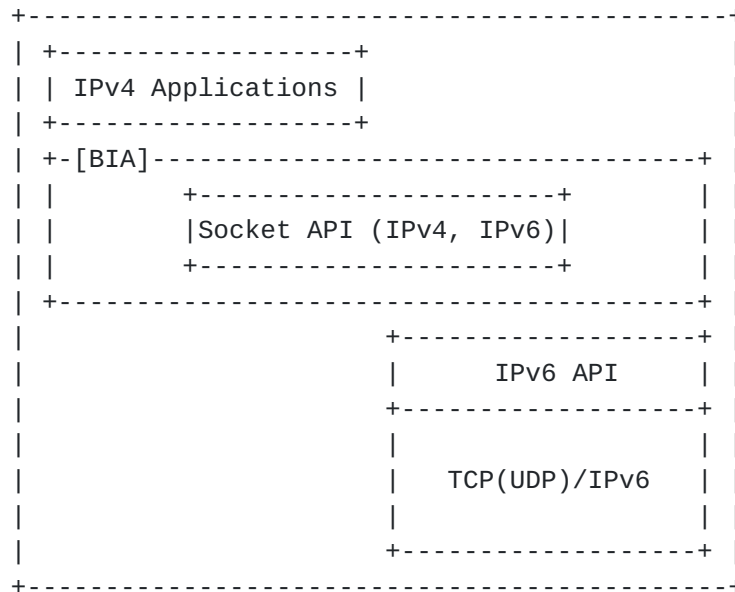 IPv4 Applications
[BIA]
Socket API (IPv4, IPv6)
IPv6 API
TCP(UDP)/IPv6